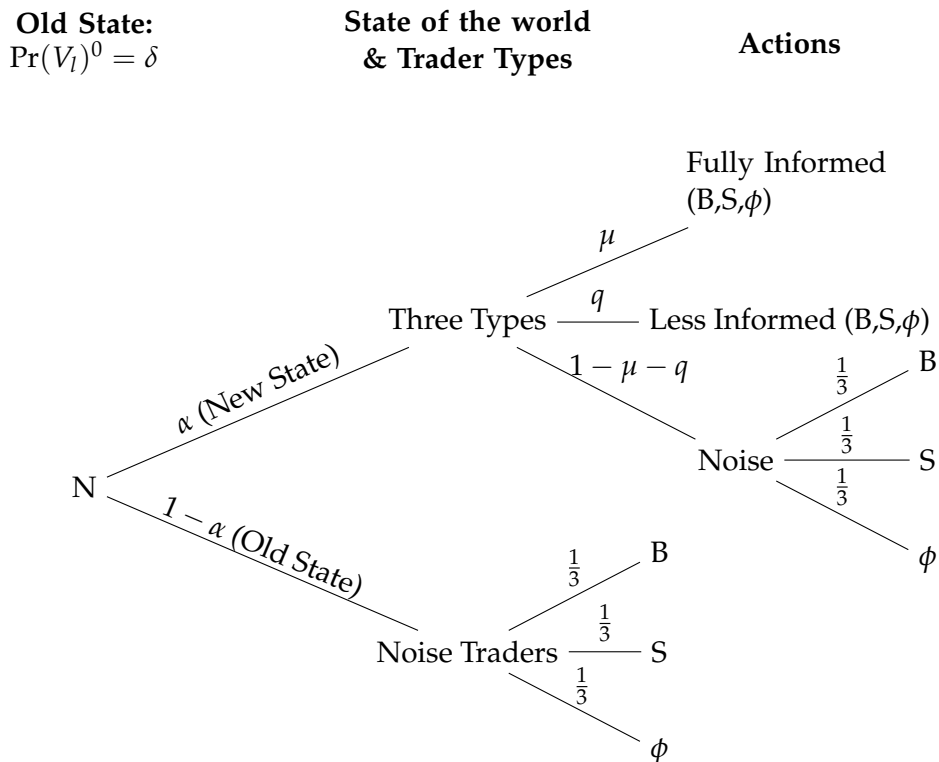 Old State:
Pr(V_l)^0 = δ
State of the world
& Trader Types
Actions
Fully Informed
(B,S,ϕ)
μ
q
Three Types
Less Informed (B,S,ϕ)
1 − μ − q
α (New State)
1/3
B
1/3
Noise
S
1/3
N
ϕ
1 − α (Old State)
1/3
B
1/3
Noise Traders
S
1/3
ϕ